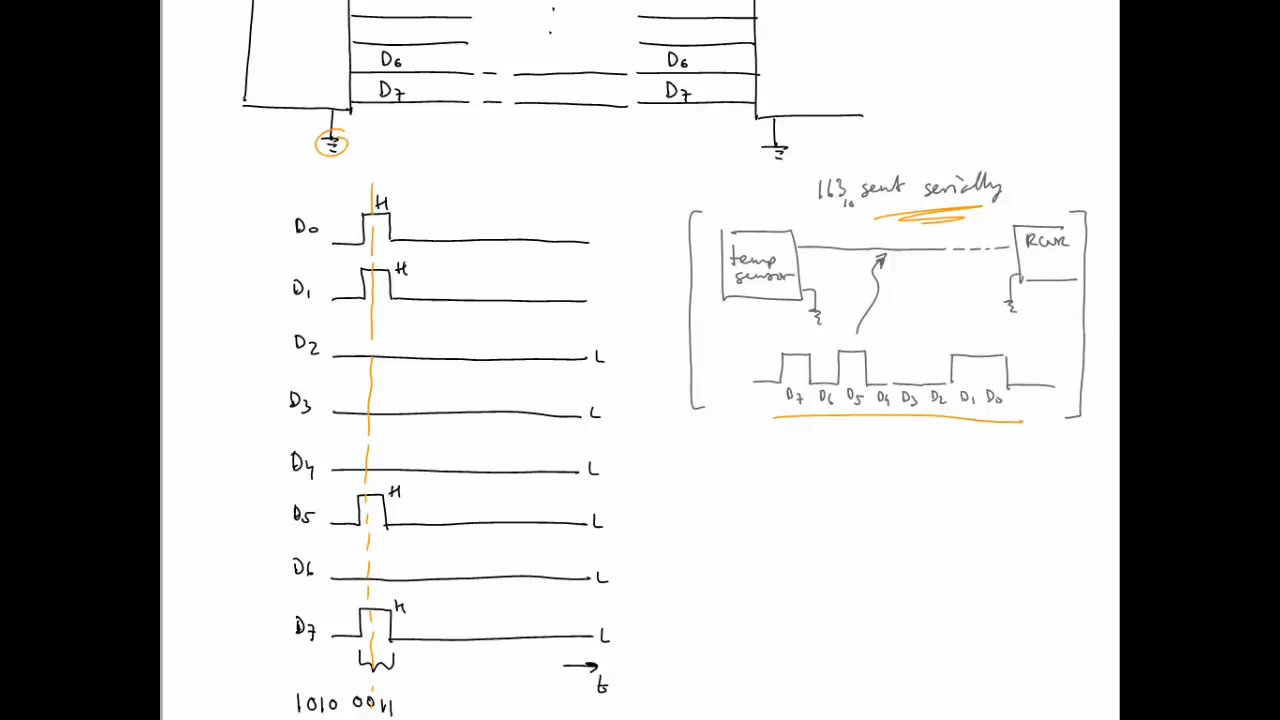 D6 D6
D7 D7
163₁₀ sent serially
D0 H
temp
sensor
RCVR
D1 H
D2 L
D3 L
D7 D6 D5 D4 D3 D2 D1 D0
D4 L
D5 H L
D6 L
D7 H L
t
1010 0011